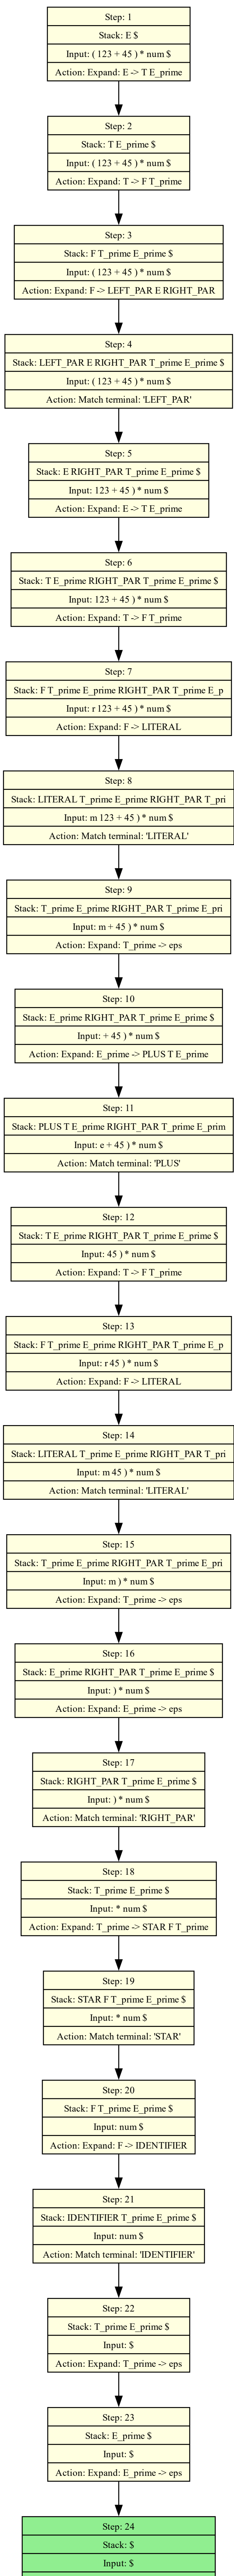 Step: 1
Stack: E $
Input: ( 123 + 45 ) * num $
Action: Expand: E -> T E_prime
Step: 2
Stack: T E_prime $
Input: ( 123 + 45 ) * num $
Action: Expand: T -> F T_prime
Step: 3
Stack: F T_prime E_prime $
Input: ( 123 + 45 ) * num $
Action: Expand: F -> LEFT_PAR E RIGHT_PAR
Step: 4
Stack: LEFT_PAR E RIGHT_PAR T_prime E_prime $
Input: ( 123 + 45 ) * num $
Action: Match terminal: 'LEFT_PAR'
Step: 5
Stack: E RIGHT_PAR T_prime E_prime $
Input: 123 + 45 ) * num $
Action: Expand: E -> T E_prime
Step: 6
Stack: T E_prime RIGHT_PAR T_prime E_prime $
Input: 123 + 45 ) * num $
Action: Expand: T -> F T_prime
Step: 7
Stack: F T_prime E_prime RIGHT_PAR T_prime E_p
Input: r 123 + 45 ) * num $
Action: Expand: F -> LITERAL
Step: 8
Stack: LITERAL T_prime E_prime RIGHT_PAR T_pri
Input: m 123 + 45 ) * num $
Action: Match terminal: 'LITERAL'
Step: 9
Stack: T_prime E_prime RIGHT_PAR T_prime E_pri
Input: m + 45 ) * num $
Action: Expand: T_prime -> eps
Step: 10
Stack: E_prime RIGHT_PAR T_prime E_prime $
Input: + 45 ) * num $
Action: Expand: E_prime -> PLUS T E_prime
Step: 11
Stack: PLUS T E_prime RIGHT_PAR T_prime E_prim
Input: e + 45 ) * num $
Action: Match terminal: 'PLUS'
Step: 12
Stack: T E_prime RIGHT_PAR T_prime E_prime $
Input: 45 ) * num $
Action: Expand: T -> F T_prime
Step: 13
Stack: F T_prime E_prime RIGHT_PAR T_prime E_p
Input: r 45 ) * num $
Action: Expand: F -> LITERAL
Step: 14
Stack: LITERAL T_prime E_prime RIGHT_PAR T_pri
Input: m 45 ) * num $
Action: Match terminal: 'LITERAL'
Step: 15
Stack: T_prime E_prime RIGHT_PAR T_prime E_pri
Input: m ) * num $
Action: Expand: T_prime -> eps
Step: 16
Stack: E_prime RIGHT_PAR T_prime E_prime $
Input: ) * num $
Action: Expand: E_prime -> eps
Step: 17
Stack: RIGHT_PAR T_prime E_prime $
Input: ) * num $
Action: Match terminal: 'RIGHT_PAR'
Step: 18
Stack: T_prime E_prime $
Input: * num $
Action: Expand: T_prime -> STAR F T_prime
Step: 19
Stack: STAR F T_prime E_prime $
Input: * num $
Action: Match terminal: 'STAR'
Step: 20
Stack: F T_prime E_prime $
Input: num $
Action: Expand: F -> IDENTIFIER
Step: 21
Stack: IDENTIFIER T_prime E_prime $
Input: num $
Action: Match terminal: 'IDENTIFIER'
Step: 22
Stack: T_prime E_prime $
Input: $
Action: Expand: T_prime -> eps
Step: 23
Stack: E_prime $
Input: $
Action: Expand: E_prime -> eps
Step: 24
Stack: $
Input: $